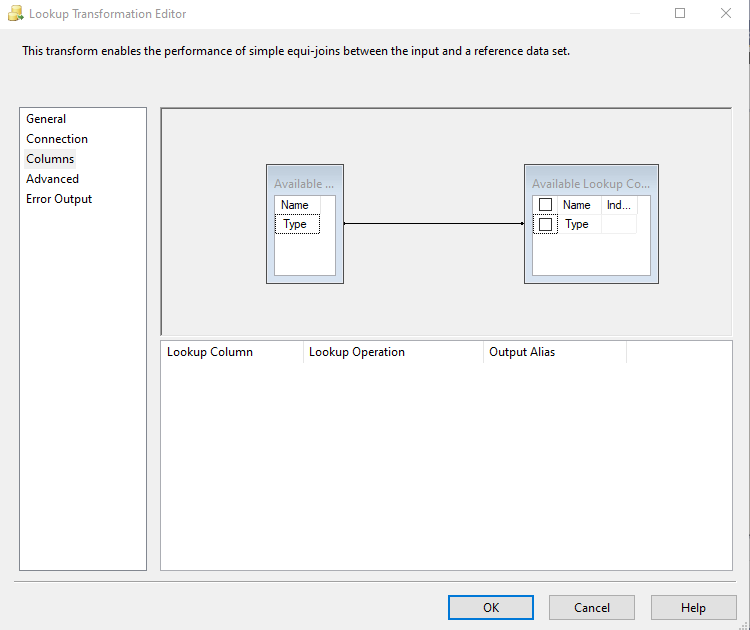 Lookup Transformation Editor
This transform enables the performance of simple equi-joins between the input and a reference data set.
General
Connection
Columns
Advanced
Error Output
Available ...
Name
Type
Available Lookup Co...
Name Ind...
Type
Lookup Column Lookup Operation Output Alias
OK Cancel Help